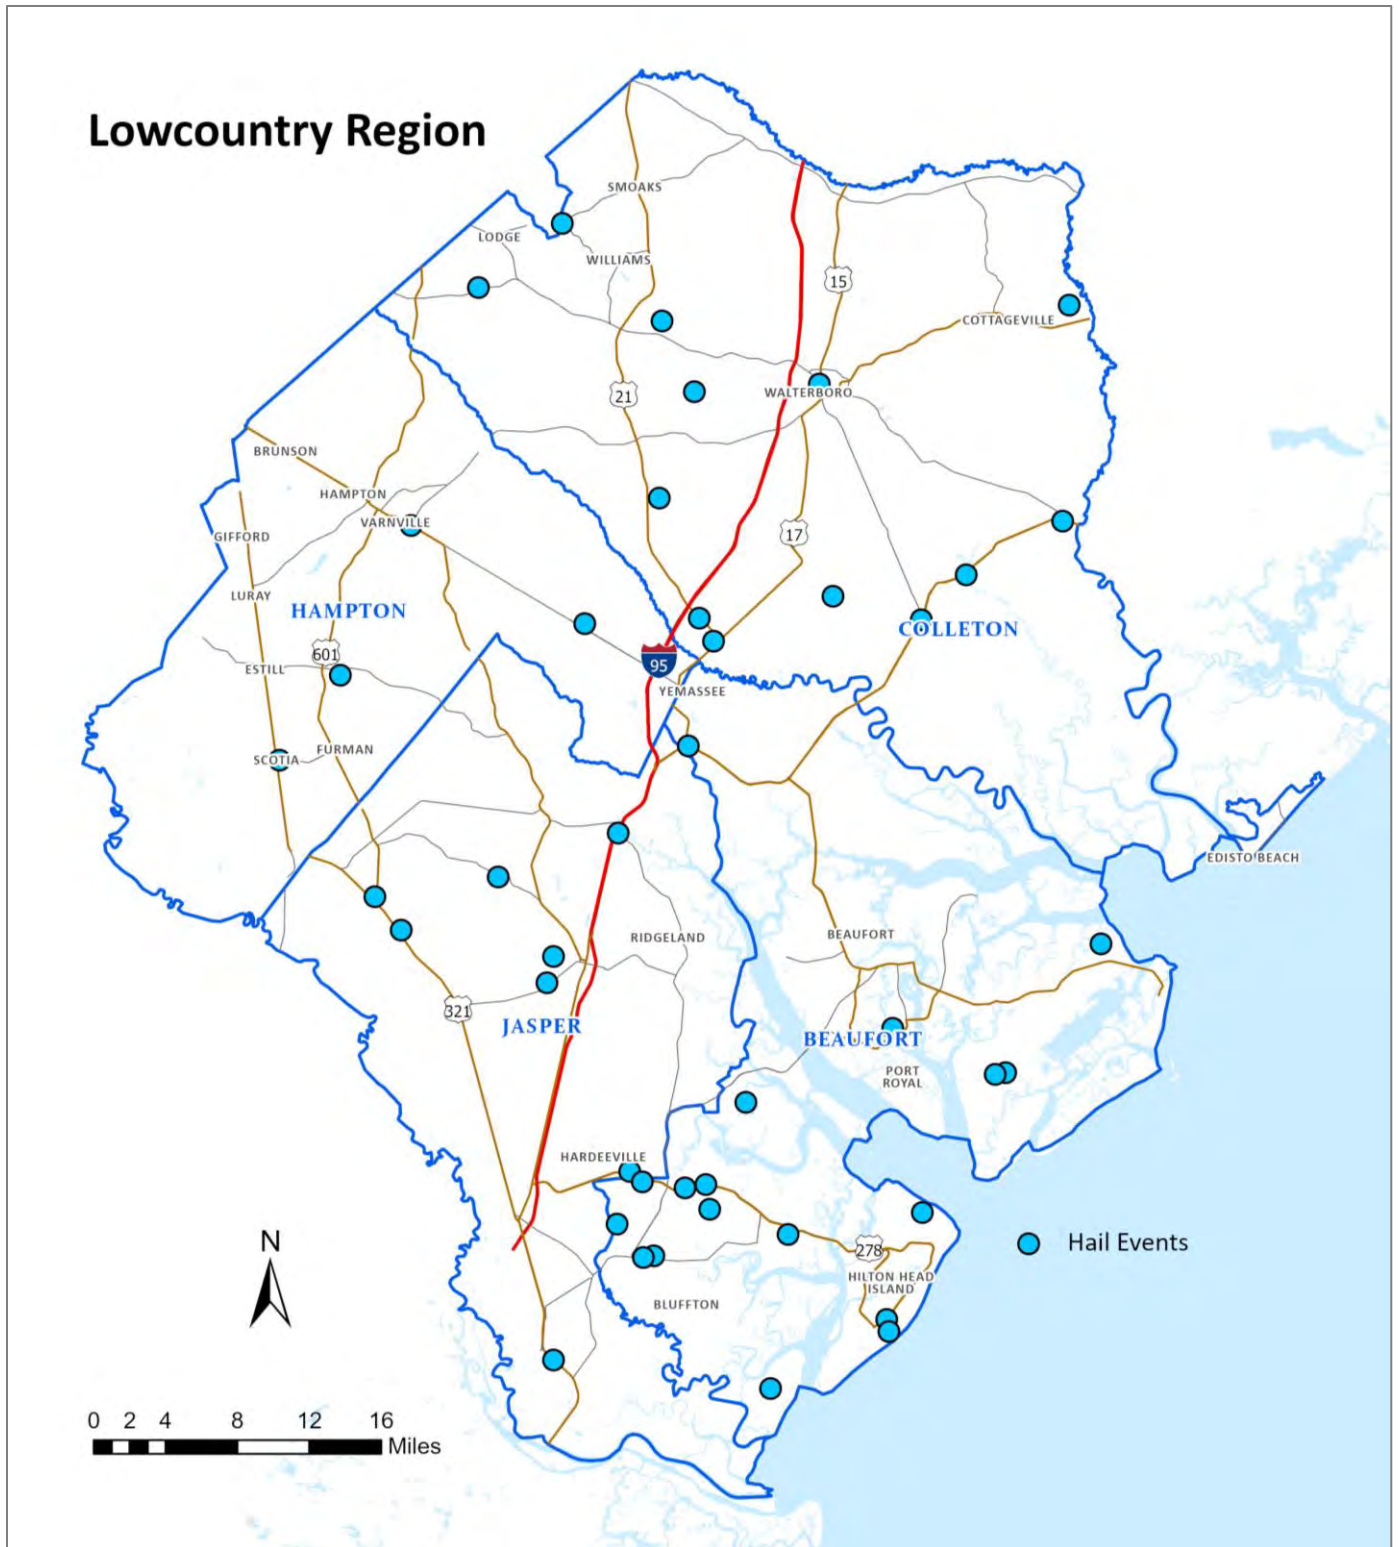 Lowcountry Region
SMOAKS
LODGE
WILLIAMS
15
COTTAGEVILLE
21
WALTERBORO
BRUNSON
HAMPTON
VARNVILLE
GIFFORD
17
LURAY
HAMPTON
COLLETON
601
95
ESTILL
YEMASSEE
FURMAN
SCOTIA
EDISTO BEACH
RIDGELAND
BEAUFORT
321
JASPER
BEAUFORT
PORT
ROYAL
HARDEEVILLE
N
278
Hail Events
HILTON HEAD
ISLAND
BLUFFTON
0 2 4 8 12 16
Miles